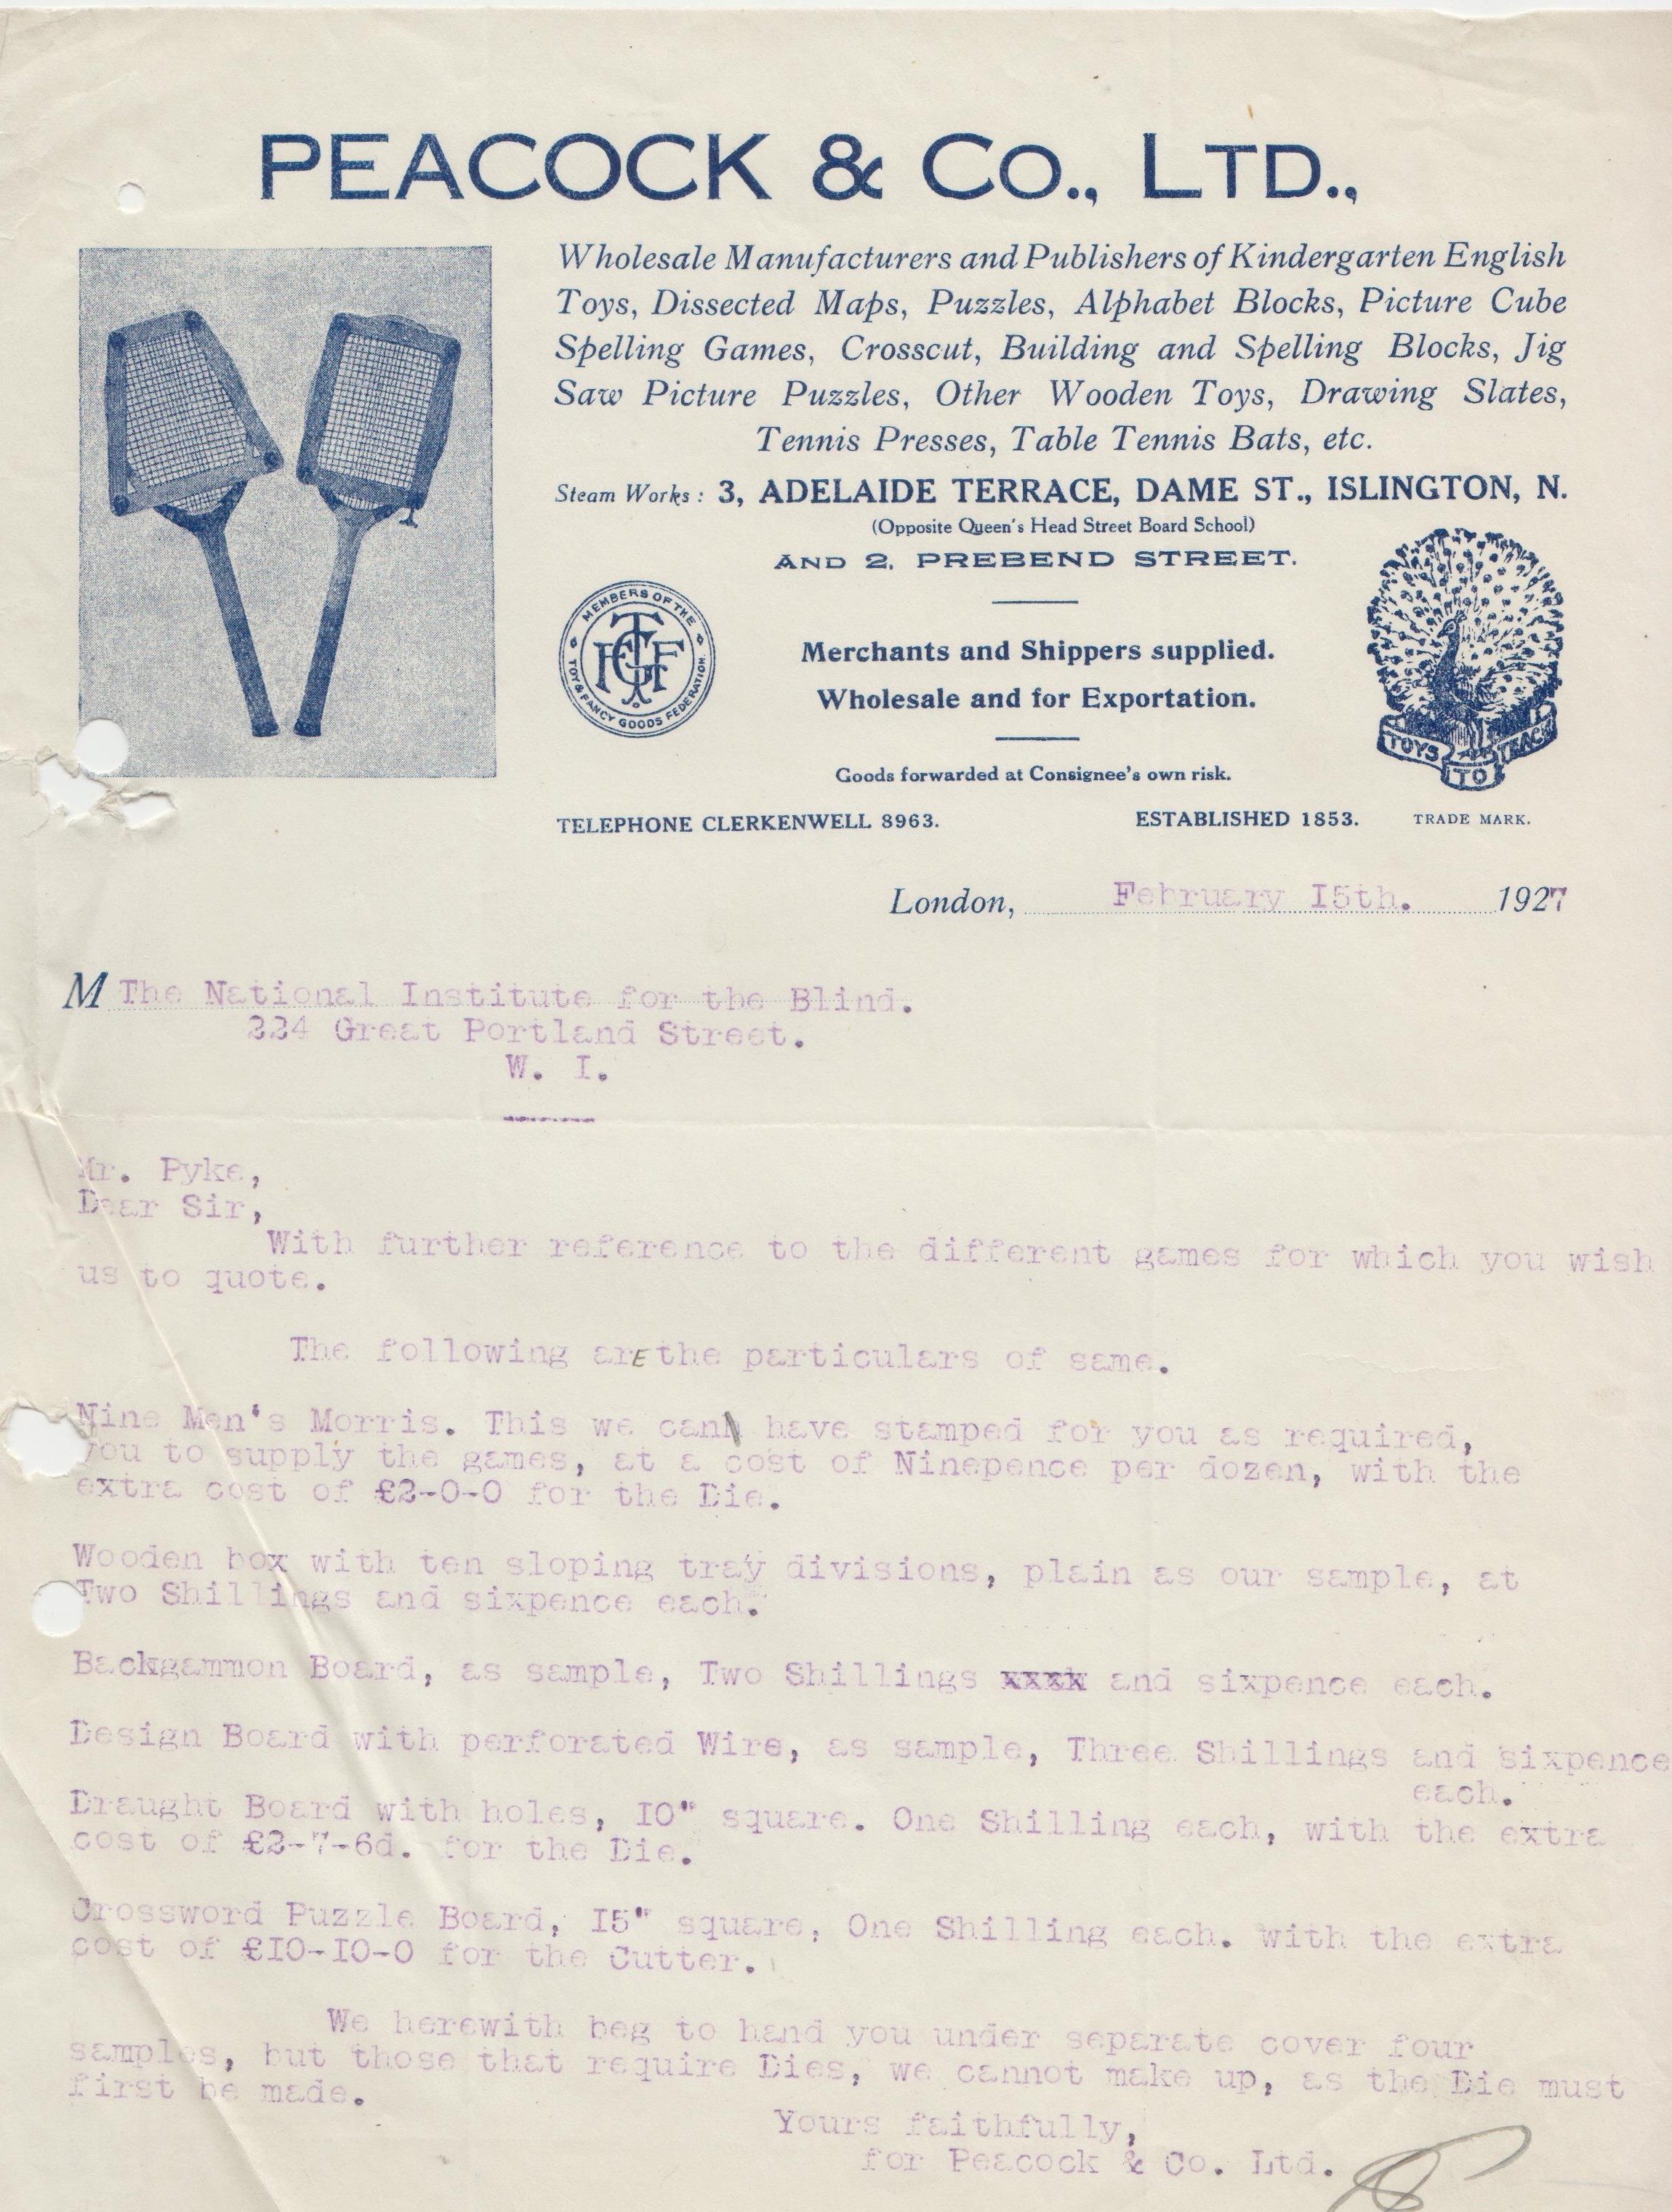 PEACOCK & Co., LTD.,
Wholesale Manufacturers and Publishers of Kindergarten English
Toys, Dissected Maps, Puzzles, Alphabet Blocks, Picture Cube
Spelling Games, Crosscut, Building and Spelling Blocks, Jig
Saw Picture Puzzles, Other Wooden Toys, Drawing Slates,
Tennis Presses, Table Tennis Bats, etc.
Steam Works: 3, ADELAIDE TERRACE, DAME ST., ISLINGTON, N.
(Opposite Queen's Head Street Board School)
AND 2, PREBEND STREET.
MEMBERS OF THE
TOY & FANCY GOODS FEDERATION.
Merchants and Shippers supplied.
Wholesale and for Exportation.
TOYS TO TEACH
Goods forwarded at Consignee's own risk.
TELEPHONE CLERKENWELL 8963. ESTABLISHED 1853. TRADE MARK.
London, February I5th. 1927
M The National Institute for the Blind.
224 Great Portland Street.
W. I.
Mr. Pyke,
Dear Sir,
With further reference to the different games for which you wish
us to quote.
The following arE the particulars of same.
Nine Men's Morris. This we can have stamped for you as required,
you to supply the games, at a cost of Ninepence per dozen, with the
extra cost of £2-0-0 for the Die.
Wooden box with ten sloping tray divisions, plain as our sample, at
Two Shillings and sixpence each.
Backgammon Board, as sample, Two Shillings xxxx and sixpence each.
Design Board with perforated Wire, as sample, Three Shillings and sixpence
each.
Draught Board with holes, IO" square. One Shilling each, with the extra
cost of £2-7-6d. for the Die.
Crossword Puzzle Board, I5" square, One Shilling each. with the extra
cost of £IO-IO-O for the Cutter.
We herewith beg to hand you under separate cover four
samples, but those that require Dies, we cannot make up, as the Die must
first be made.
Yours faithfully,
for Peacock & Co. Ltd.